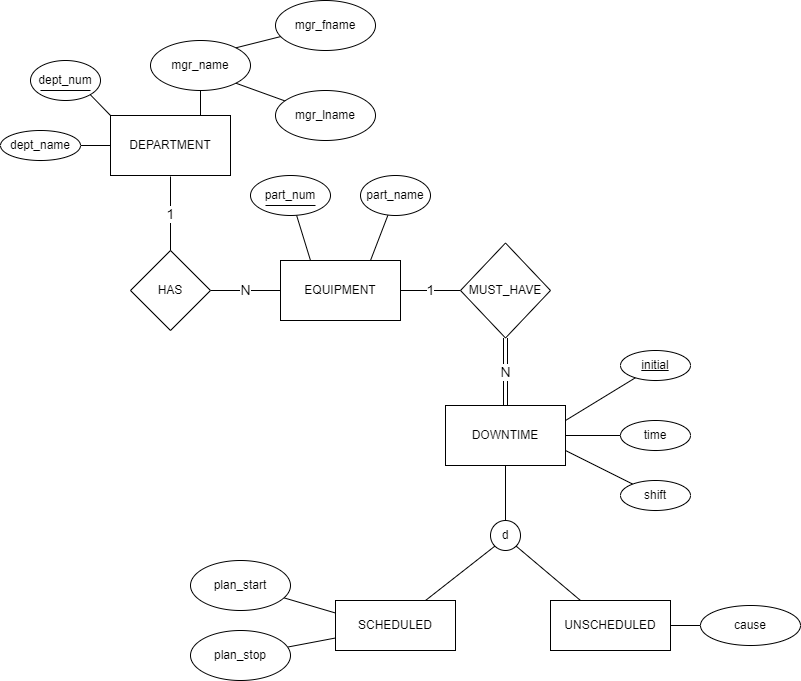 mgr_fname
mgr_name
dept_num
mgr_lname
dept_name
DEPARTMENT
part_num
part_name
1
HAS
N
EQUIPMENT
1
MUST_HAVE
N
initial
DOWNTIME
time
shift
d
plan_start
SCHEDULED
UNSCHEDULED
cause
plan_stop